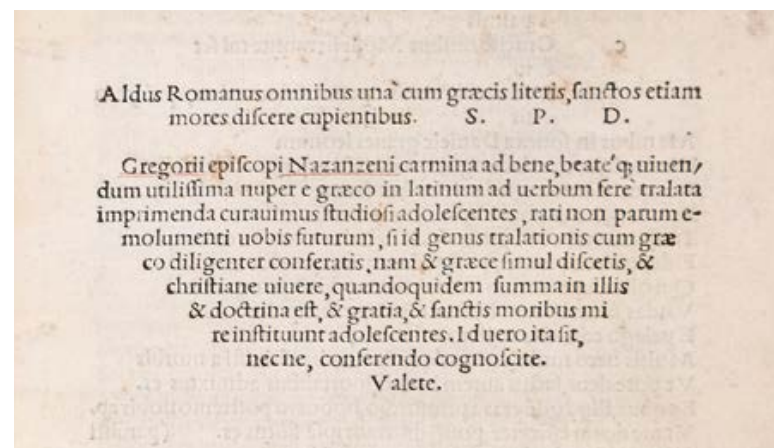 Aldus Romanus omnibus unà cum græcis literis, sanctos etiam
mores discere cupientibus. S. P. D.
Gregorii episcopi Nazanzeni carmina ad bene, beateq; uiuen/
dum utilissima nuper e græco in latinum ad uerbum ferè tralata
imprimenda curauimus studiosi adolescentes, rati non parum e-
molumenti uobis futurum, si id genus tralationis cum græ
co diligenter conferatis, nam & græce simul discetis, &
christiane uiuere, quandoquidem summa in illis
& doctrina est, & gratia, & sanctis moribus mi
re instituunt adolescentes. Id uero ita sit,
nec ne, conferendo cognoscite.
Valete.